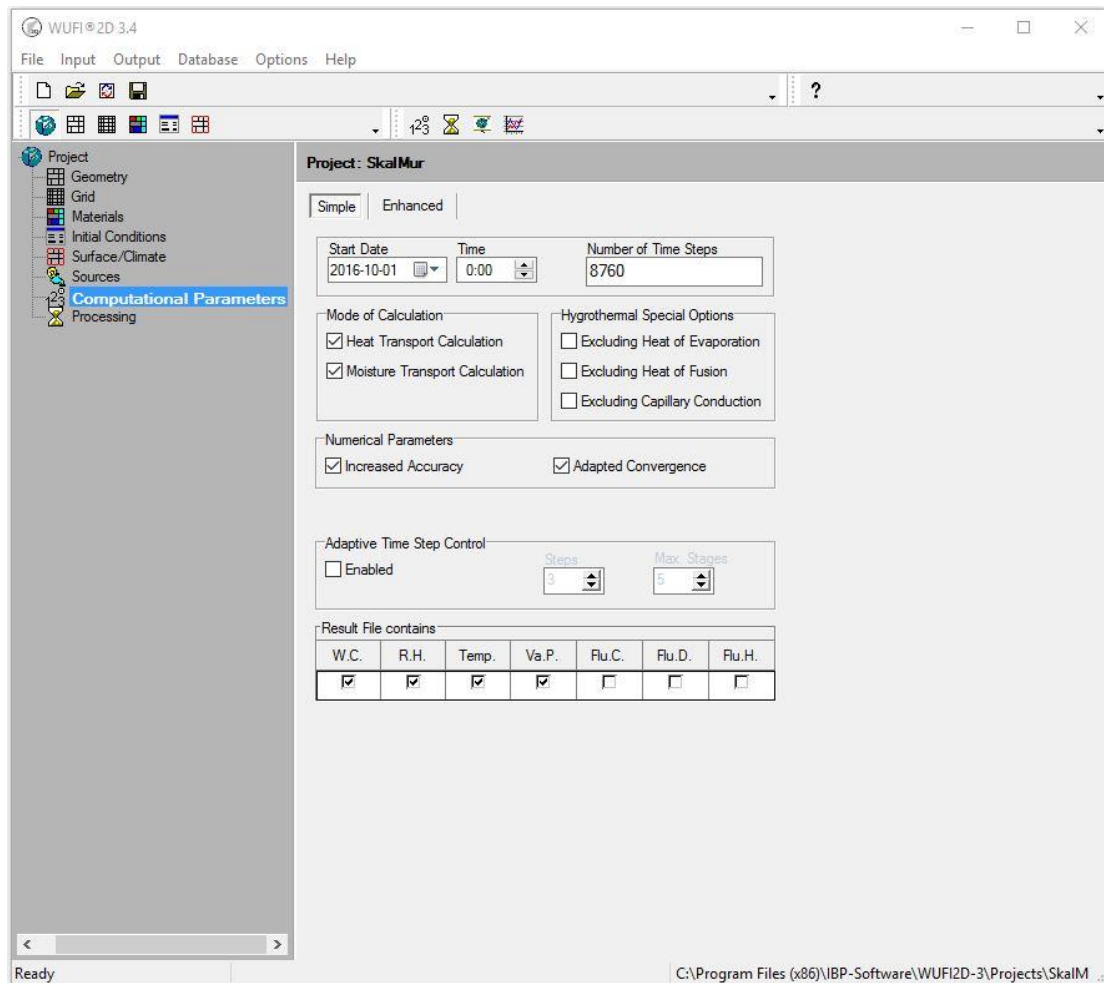 WUFI®2D 3.4
File Input Output Database Options Help
?
Project
Geometry
Grid
Materials
Initial Conditions
Surface/Climate
Sources
Computational Parameters
Processing
Project: SkalMur
Simple Enhanced
Start Date Time Number of Time Steps
2016-10-01 0:00 8760
Mode of Calculation Hygrothermal Special Options
Heat Transport Calculation Excluding Heat of Evaporation
Moisture Transport Calculation Excluding Heat of Fusion
Excluding Capillary Conduction
Numerical Parameters
Increased Accuracy Adapted Convergence
Adaptive Time Step Control
Steps Max. Stages
Enabled 3 5
Result File contains
W.C. R.H. Temp. Va.P. Flu.C. Flu.D. Flu.H.
Ready C:\Program Files (x86)\IBP-Software\WUFI2D-3\Projects\SkalM